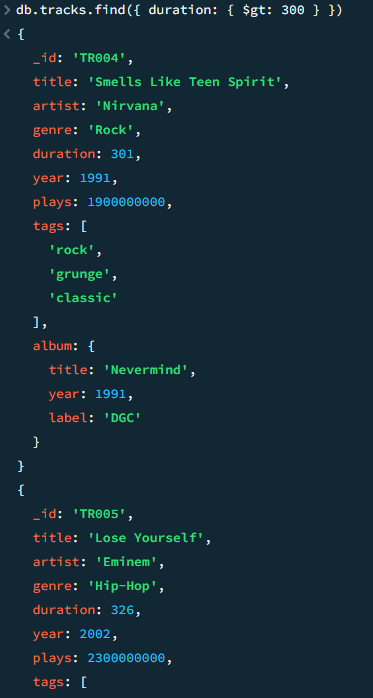 > db.tracks.find({ duration: { $gt: 300 } })
< {
_id: 'TR004',
title: 'Smells Like Teen Spirit',
artist: 'Nirvana',
genre: 'Rock',
duration: 301,
year: 1991,
plays: 1900000000,
tags: [
'rock',
'grunge',
'classic'
],
album: {
title: 'Nevermind',
year: 1991,
label: 'DGC'
}
}
{
_id: 'TR005',
title: 'Lose Yourself',
artist: 'Eminem',
genre: 'Hip-Hop',
duration: 326,
year: 2002,
plays: 2300000000,
tags: [